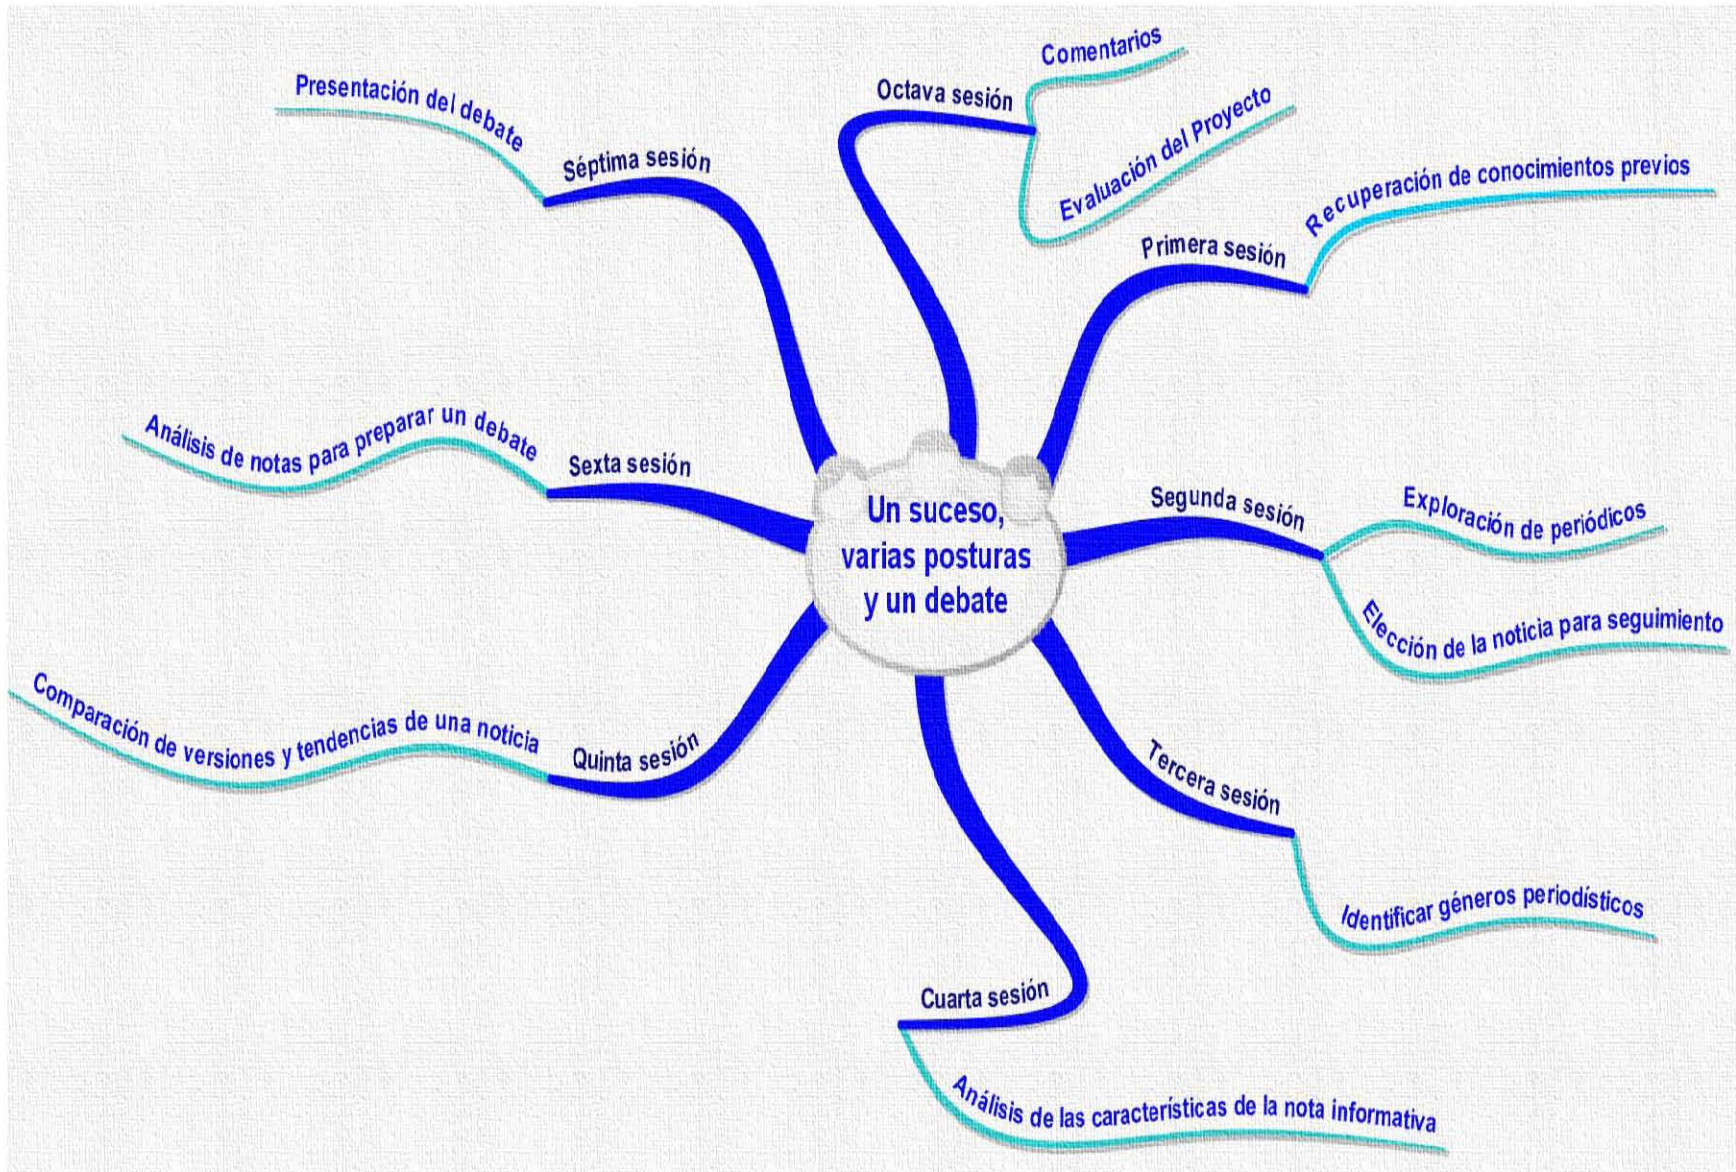 Un suceso,
varias posturas
y un debate
Primera sesión
Recuperación de conocimientos previos
Segunda sesión
Exploración de periódicos
Elección de la noticia para seguimiento
Tercera sesión
Identificar géneros periodísticos
Cuarta sesión
Análisis de las características de la nota informativa
Quinta sesión
Comparación de versiones y tendencias de una noticia
Sexta sesión
Análisis de notas para preparar un debate
Séptima sesión
Presentación del debate
Octava sesión
Comentarios
Evaluación del Proyecto